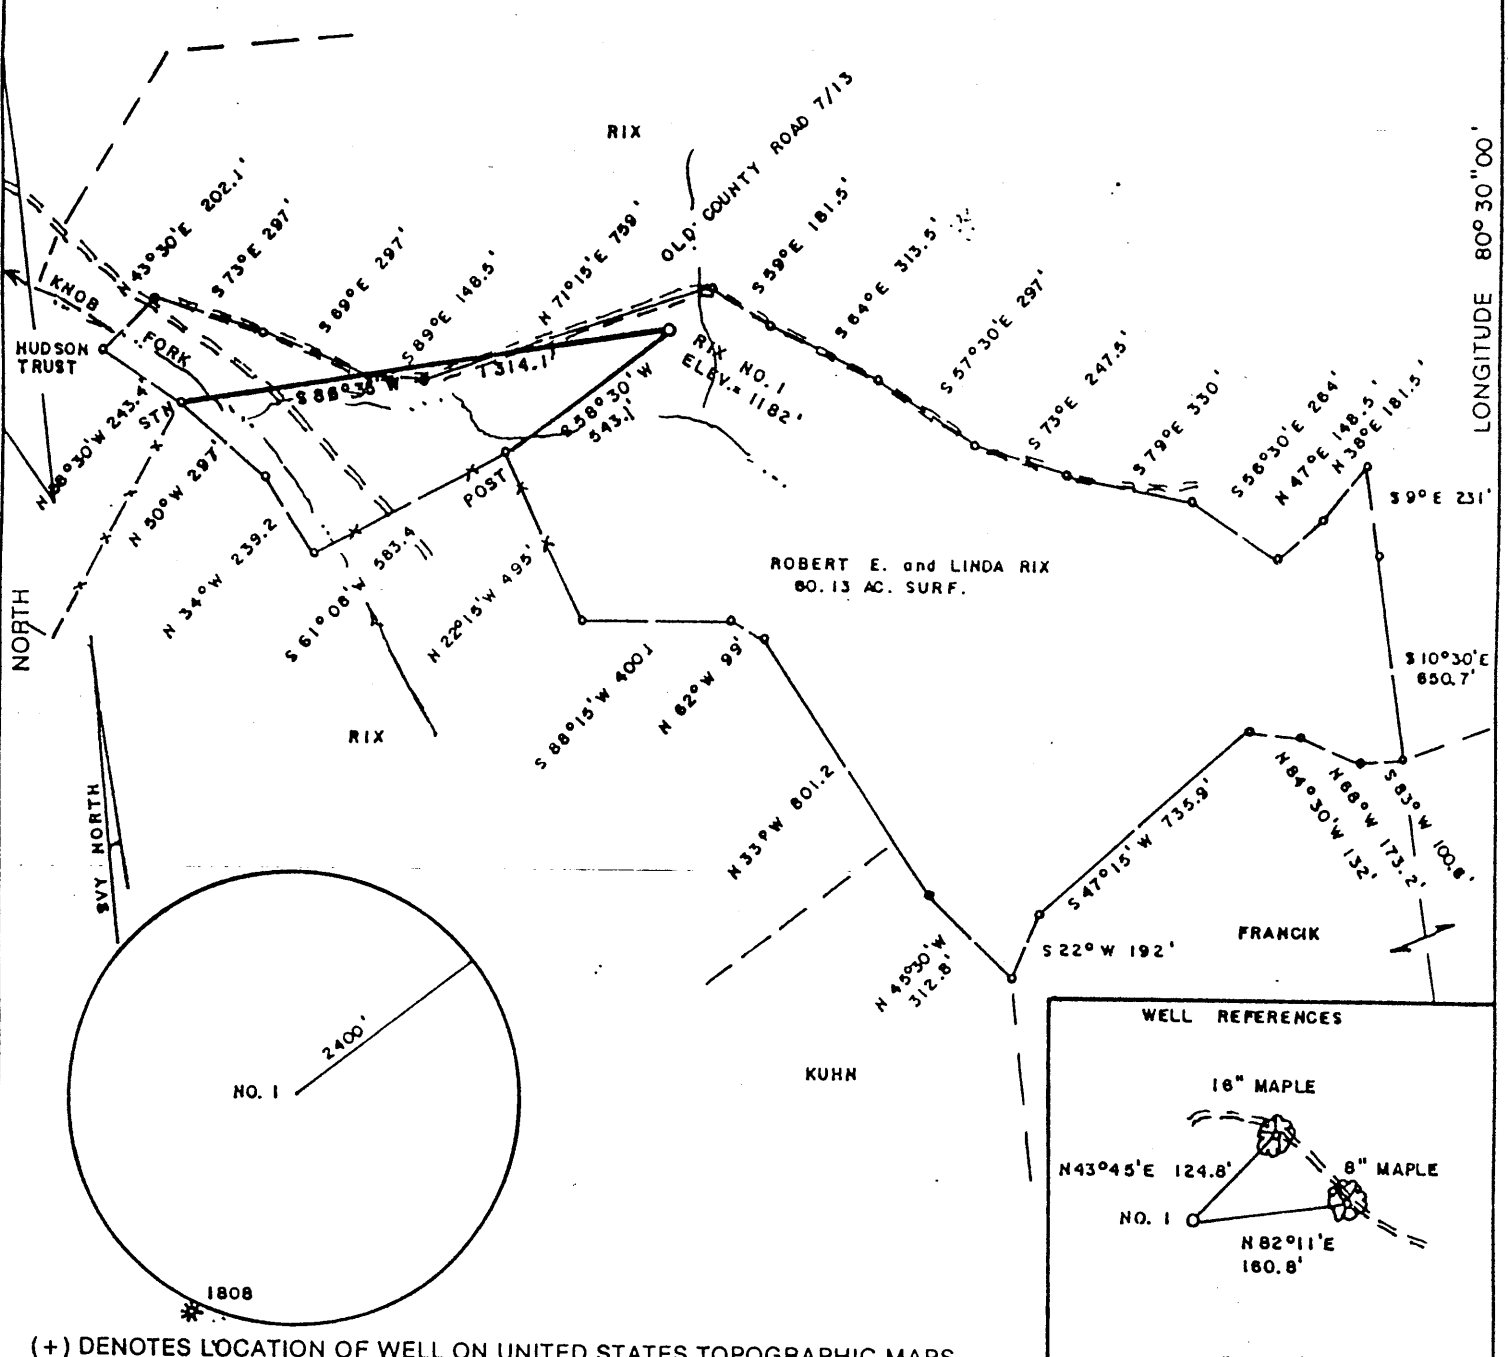 RIX
OLD COUNTY ROAD 7/13
LONGITUDE 80° 30"00'
N 43°30'E 202.1'
S 73°E 297'
S 69°E 297'
S 89°E 148.5'
N 71°15'E 759'
S 59°E 181.5'
S 64°E 313.5'
S 57°30'E 297'
S 73°E 247.5'
S 79°E 330'
S 56°30'E 264'
N 47°E 148.5'
N 38°E 181.5'
S 9°E 231'
KNOB
FORK
HUDSON
TRUST
STN
1314.1'
RIX NO. 1
ELEV.= 1182'
S58°30'W
543.1'
N 58°30'W 243.4'
N 50°W 297'
N 34°W 239.2
POST
S 61°08'W 583.4
N 22°15'W 495'
ROBERT E. and LINDA RIX
80.13 AC. SURF.
NORTH
S 10°30'E
650.7'
S 88°15'W 400.1
N 62°W 99'
RIX
SVY NORTH
N 33°W 801.2
S 47°15'W 735.9'
N 84°30'W 132'
N 68°W 173.2'
S 83°W 100.8'
FRANCIK
S 22°W 192'
N 45°30'W
312.8'
KUHN
2400'
NO. 1
1808
WELL REFERENCES
16" MAPLE
N43°45'E 124.8'
8" MAPLE
NO. 1
N 82°11'E
160.8'
(+) DENOTES LOCATION OF WELL ON UNITED STATES TOPOGRAPHIC MAPS